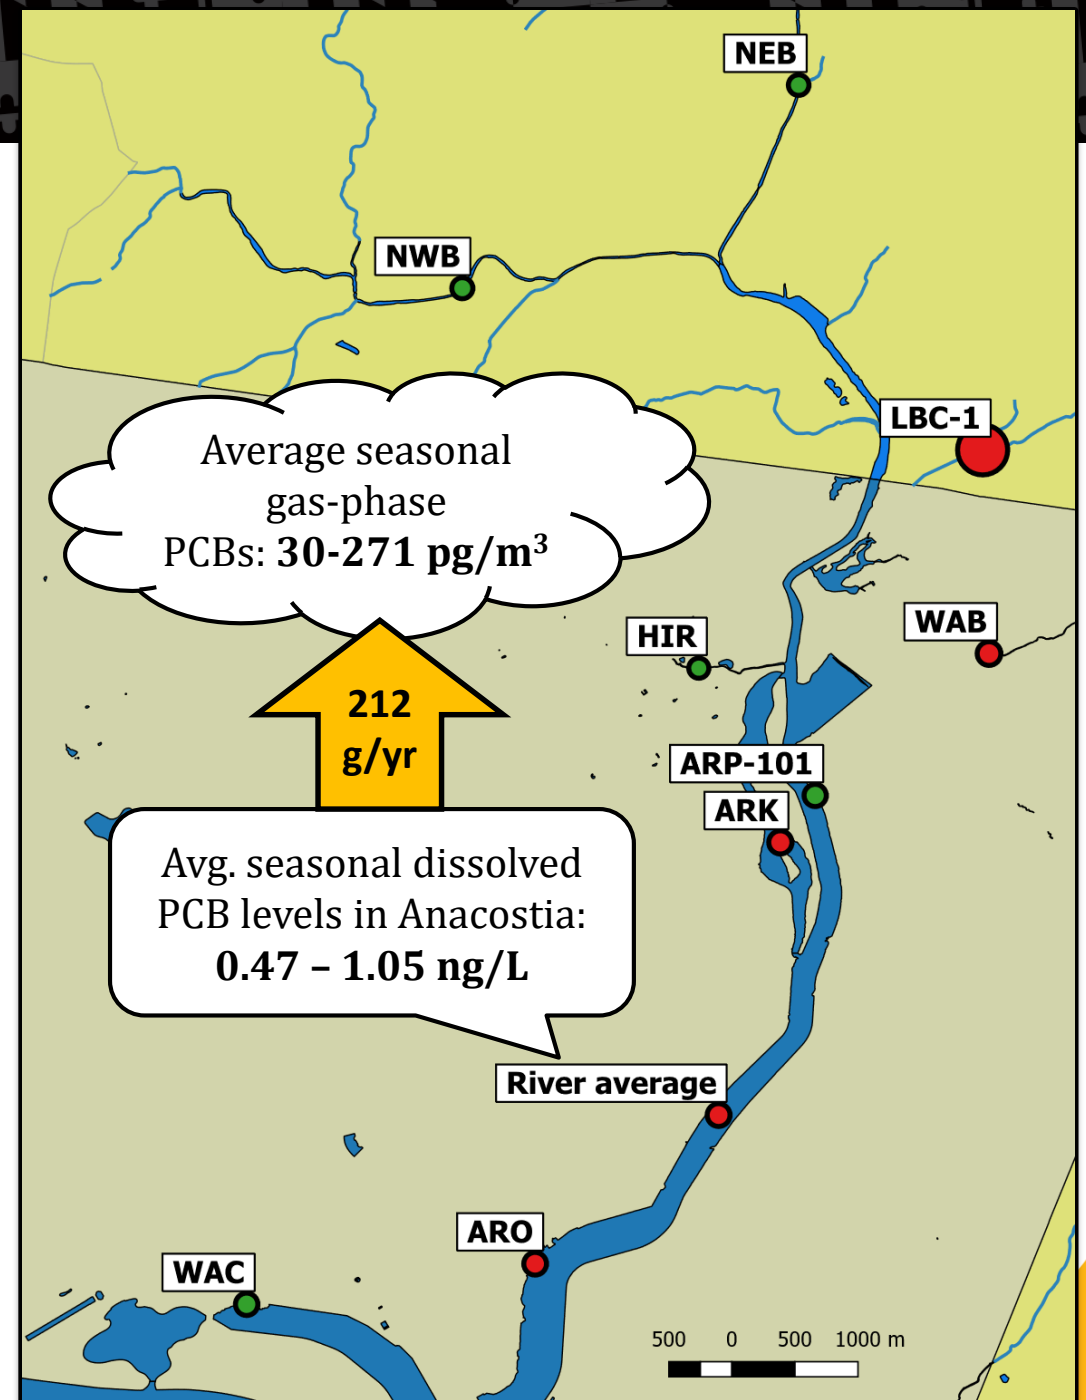 NEB
NWB
LBC-1
Average seasonal
gas-phase
PCBs: 30-271 pg/m³
HIR
WAB
212
g/yr
ARP-101
ARK
Avg. seasonal dissolved
PCB levels in Anacostia:
0.47 – 1.05 ng/L
River average
ARO
WAC
500 0 500 1000 m